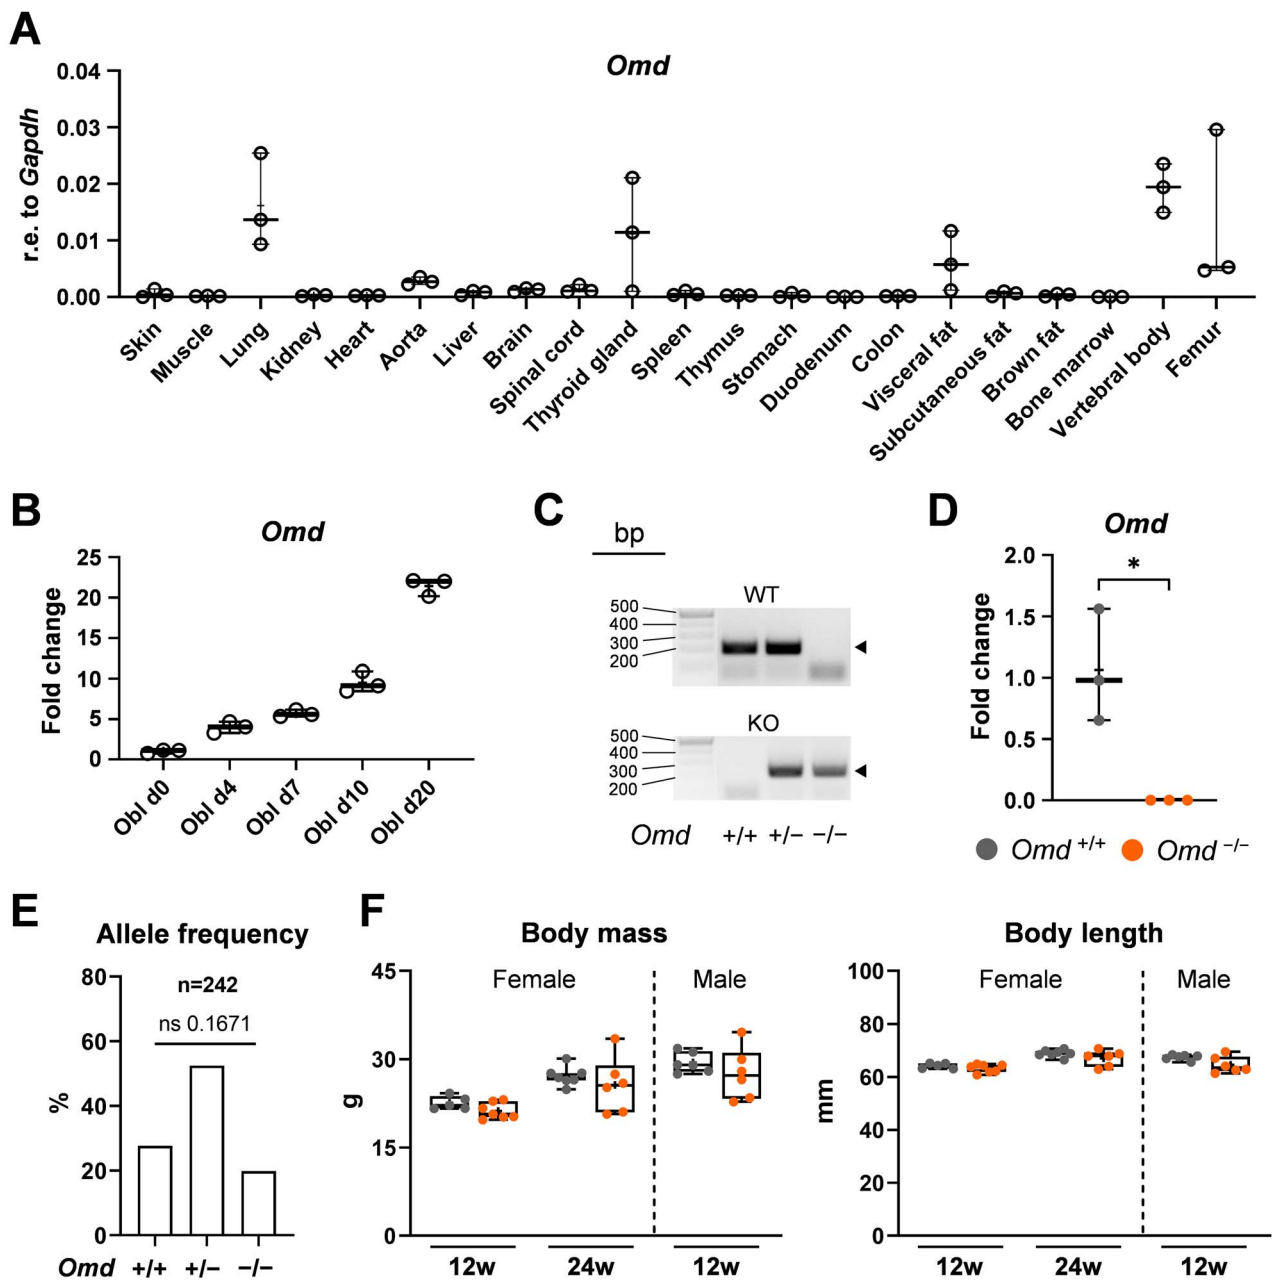 A
Omd
r.e. to Gapdh
0.04
0.03
0.02
0.01
0.00
Skin
Muscle
Lung
Kidney
Heart
Aorta
Liver
Brain
Spinal cord
Thyroid gland
Spleen
Thymus
Stomach
Duodenum
Colon
Visceral fat
Subcutaneous fat
Brown fat
Bone marrow
Vertebral body
Femur
B
Omd
Fold change
25
20
15
10
5
0
Obl d0
Obl d4
Obl d7
Obl d10
Obl d20
C
bp
WT
500
400
300
200
KO
500
400
300
200
Omd +/+ +/− −/−
D
Omd
Fold change
2.0
1.5
1.0
0.5
0.0
*
Omd +/+ Omd −/−
E
Allele frequency
n=242
ns 0.1671
%
80
60
40
20
0
Omd +/+ +/− −/−
F
Body mass
Female Male
g
45
30
15
0
12w 24w 12w
Body length
Female Male
mm
100
80
60
40
20
0
12w 24w 12w